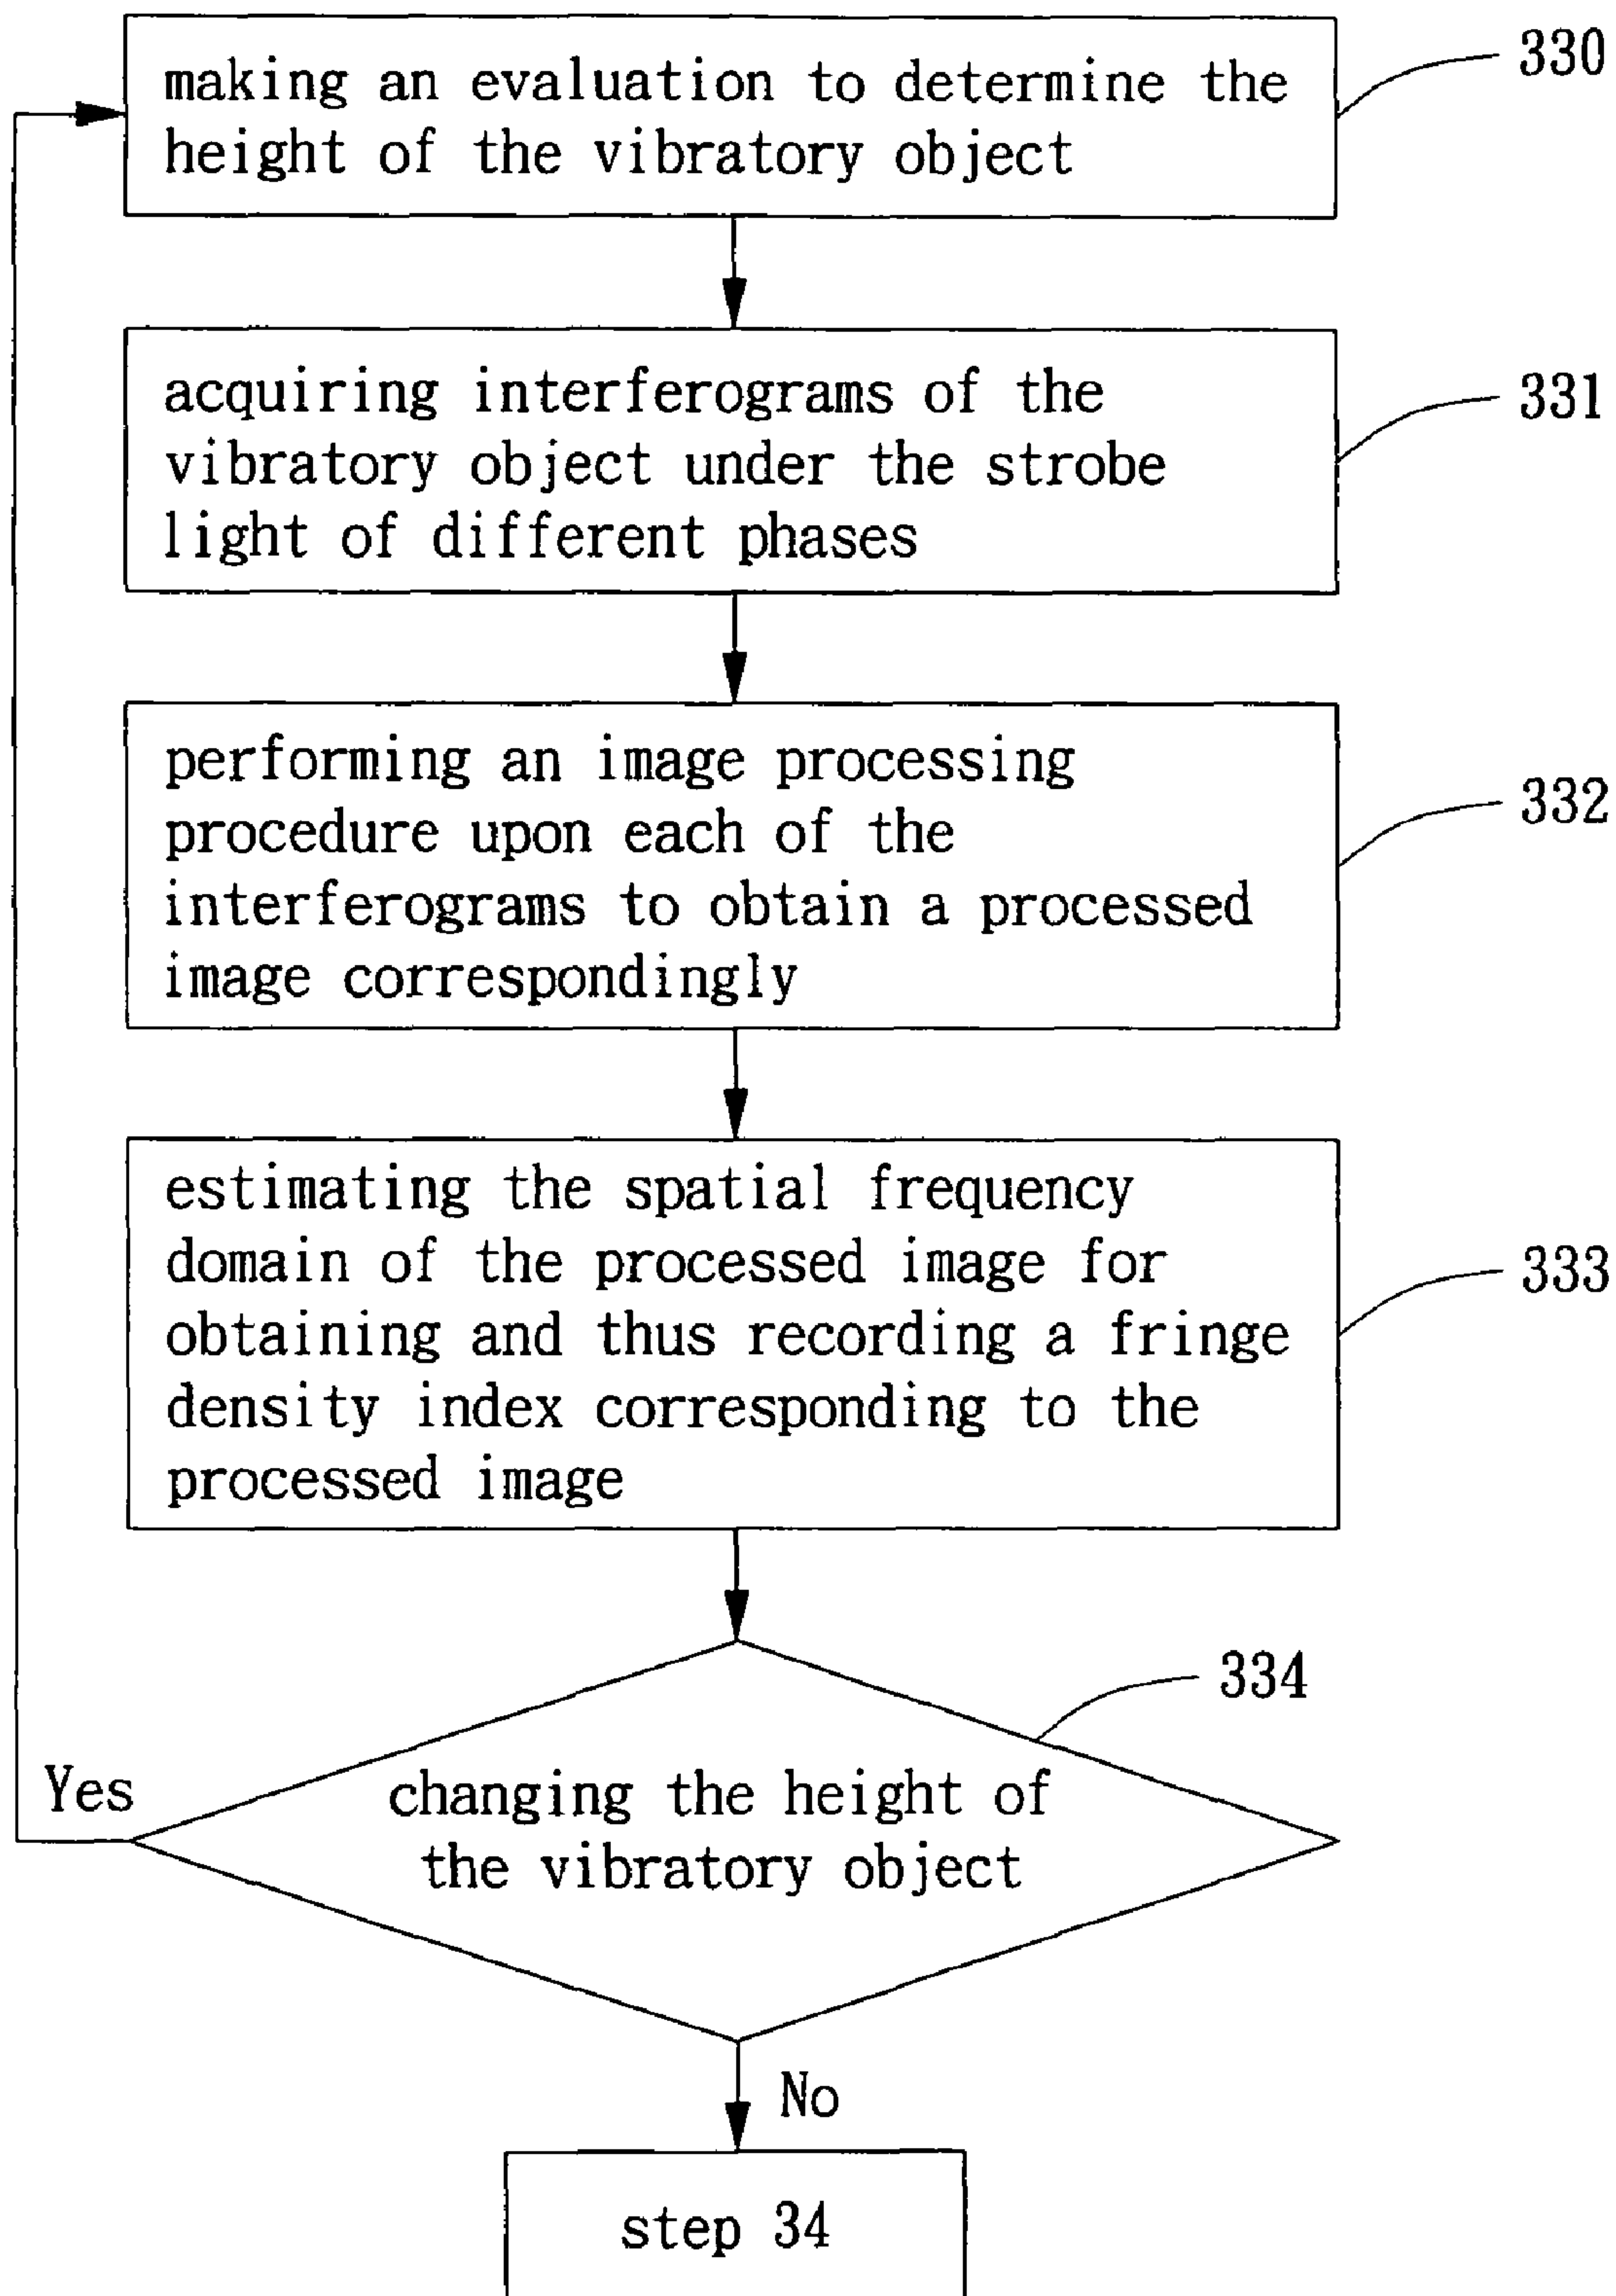 making an evaluation to determine the
height of the vibratory object
330
acquiring interferograms of the
vibratory object under the strobe
light of different phases
331
performing an image processing
procedure upon each of the
interferograms to obtain a processed
image correspondingly
332
estimating the spatial frequency
domain of the processed image for
obtaining and thus recording a fringe
density index corresponding to the
processed image
333
334
Yes
changing the height of
the vibratory object
No
step 34